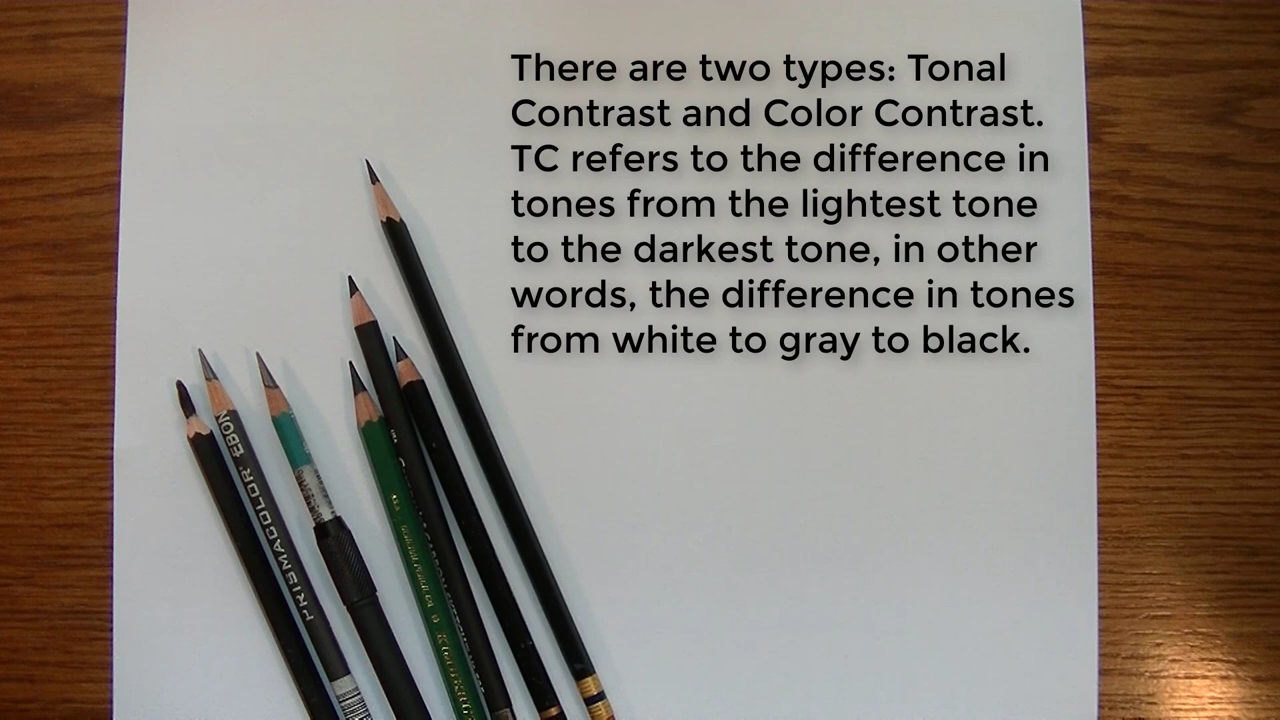 There are two types: Tonal
Contrast and Color Contrast.
TC refers to the difference in
tones from the lightest tone
to the darkest tone, in other
words, the difference in tones
from white to gray to black.
PRISMACOLOR EBON